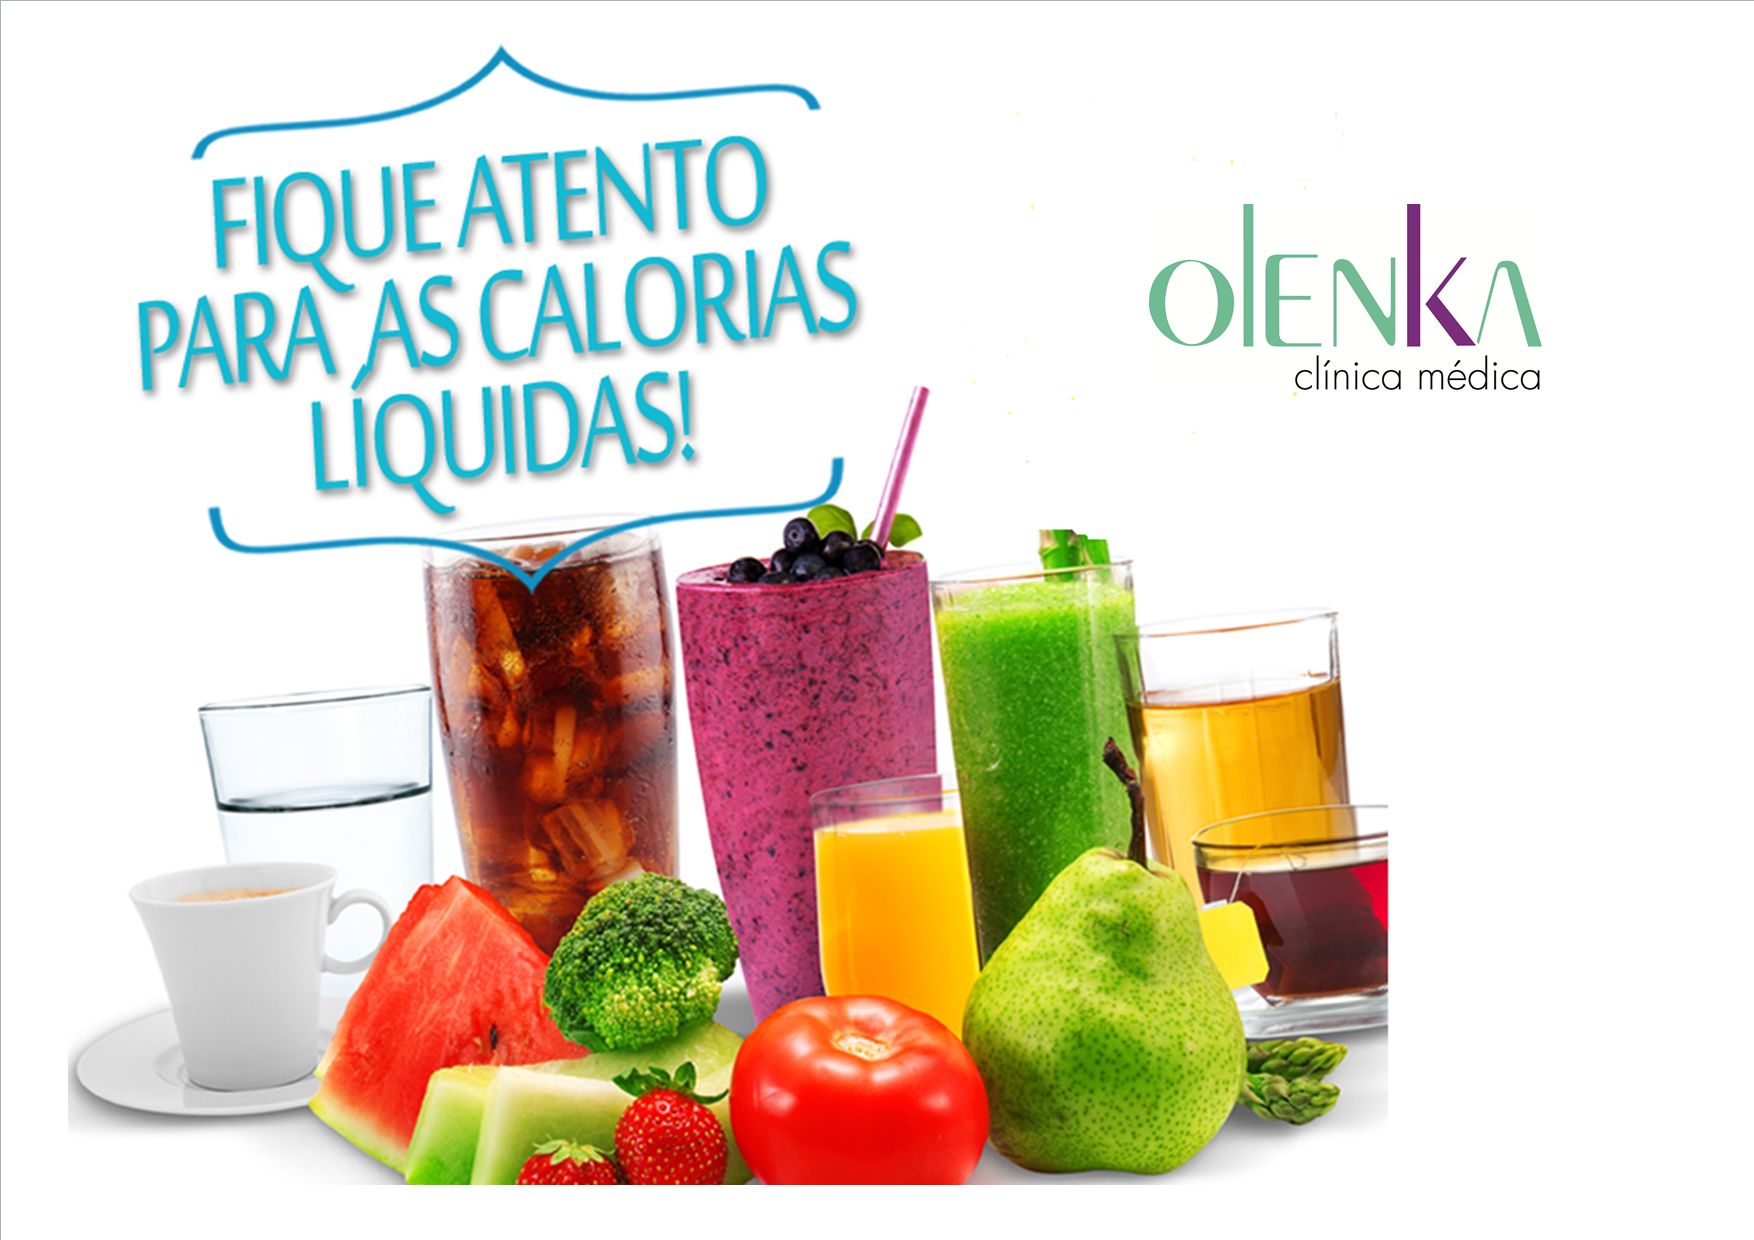 FIQUE ATENTO
PARA AS CALORIAS
LÍQUIDAS!
OlENKA
clínica médica